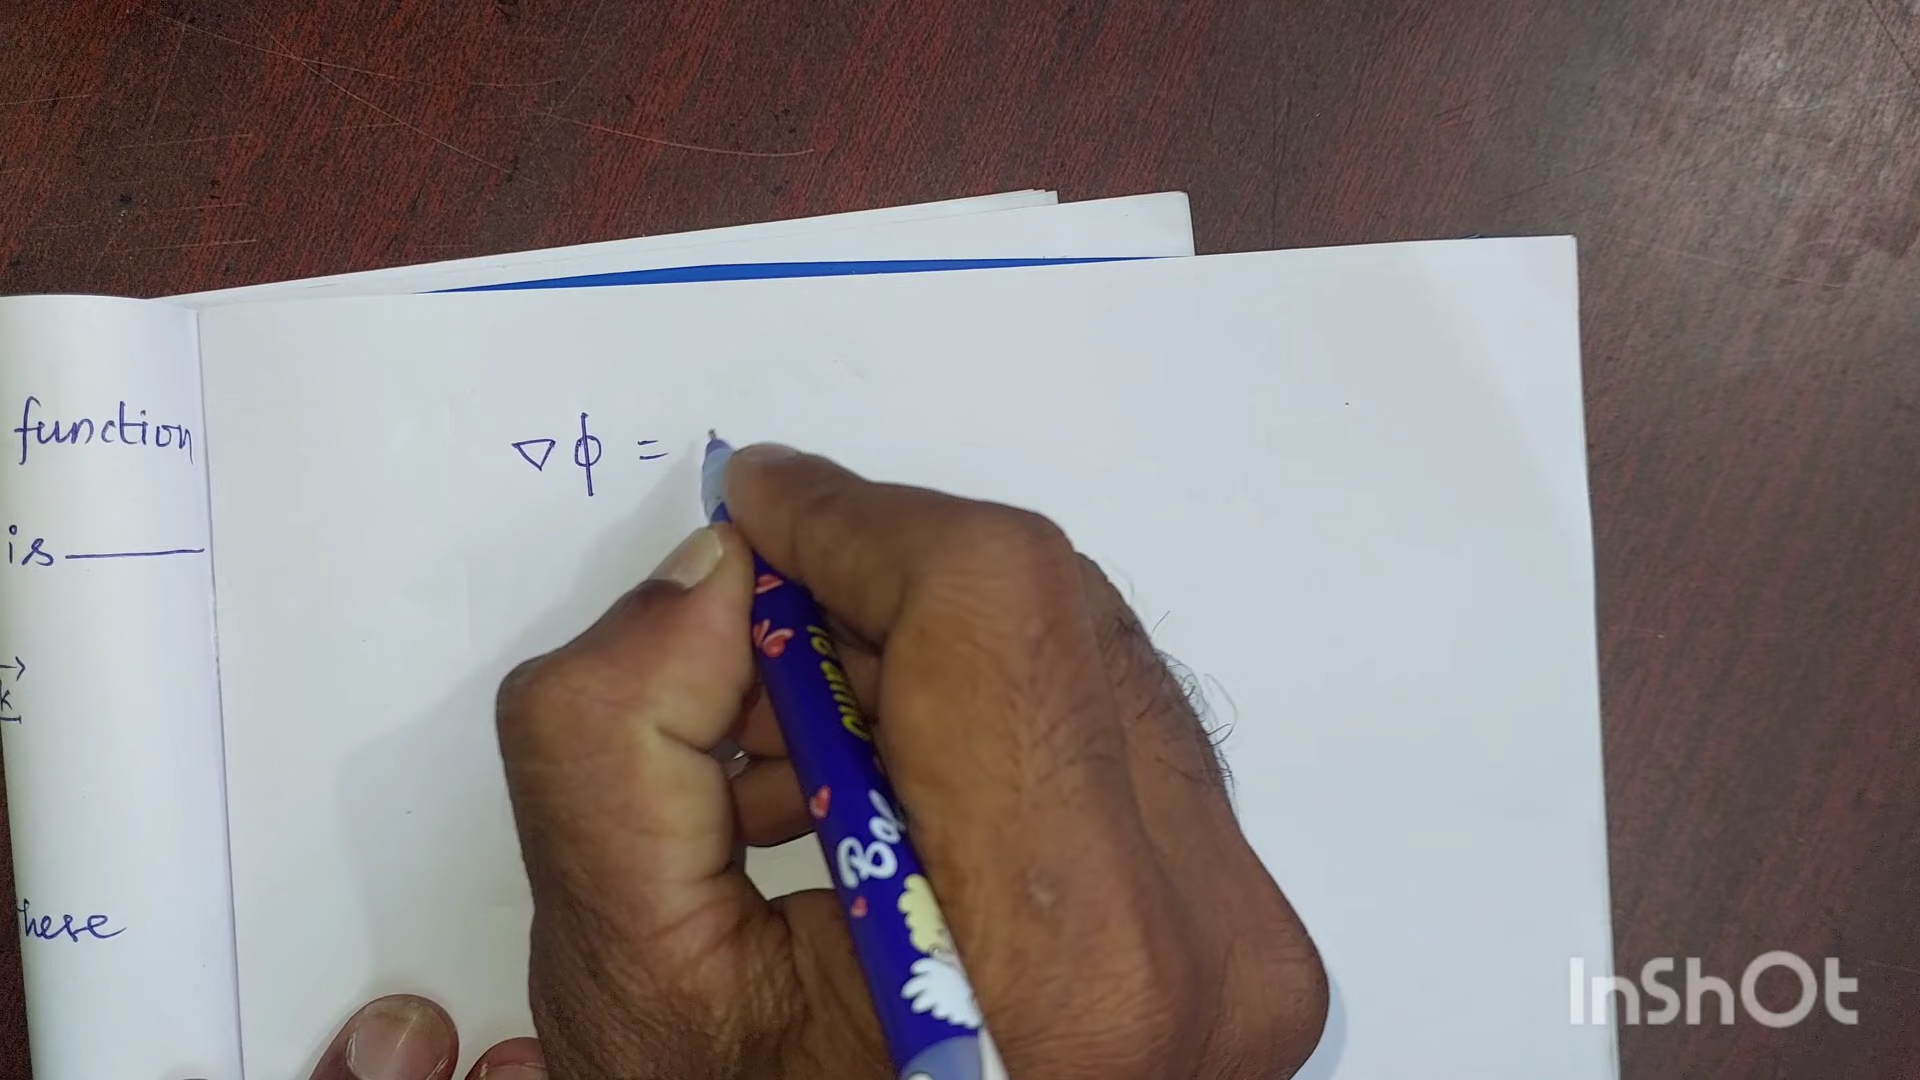 function
is
k
hese
∇ϕ =
InShOt